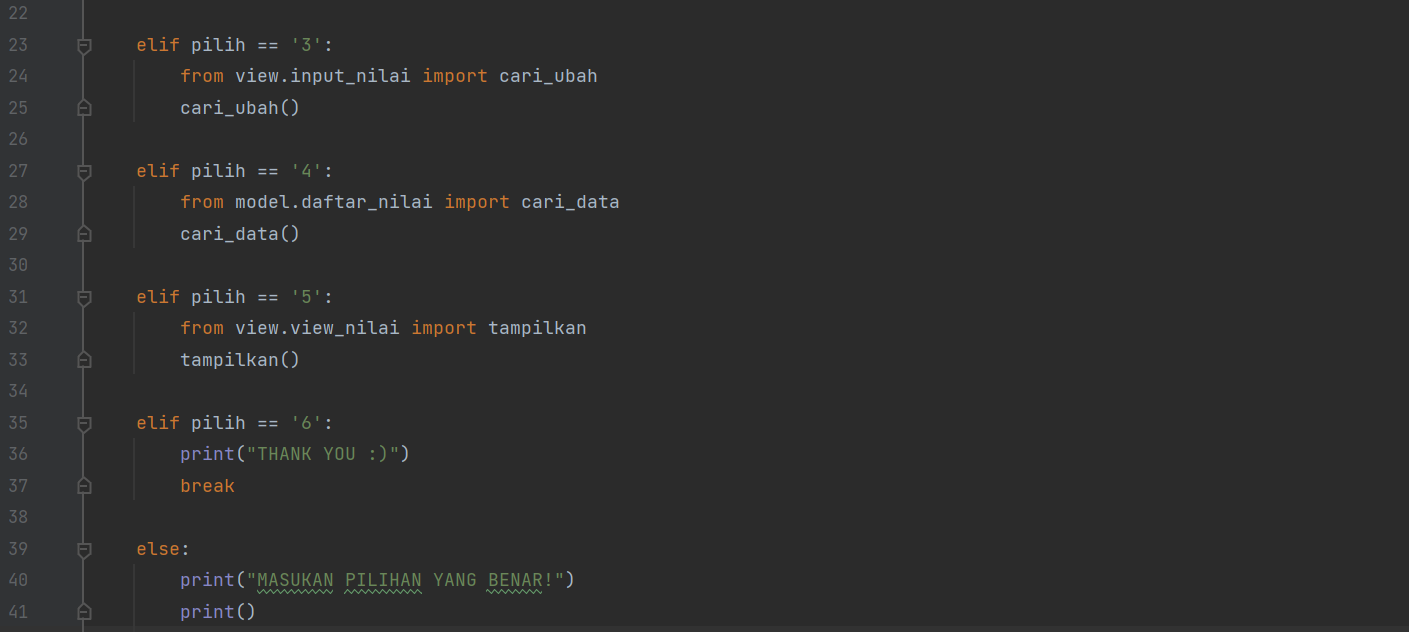 22
23 elif pilih == '3':
24 from view.input_nilai import cari_ubah
25 cari_ubah()
26
27 elif pilih == '4':
28 from model.daftar_nilai import cari_data
29 cari_data()
30
31 elif pilih == '5':
32 from view.view_nilai import tampilkan
33 tampilkan()
34
35 elif pilih == '6':
36 print("THANK YOU :)")
37 break
38
39 else:
40 print("MASUKAN PILIHAN YANG BENAR!")
41 print()